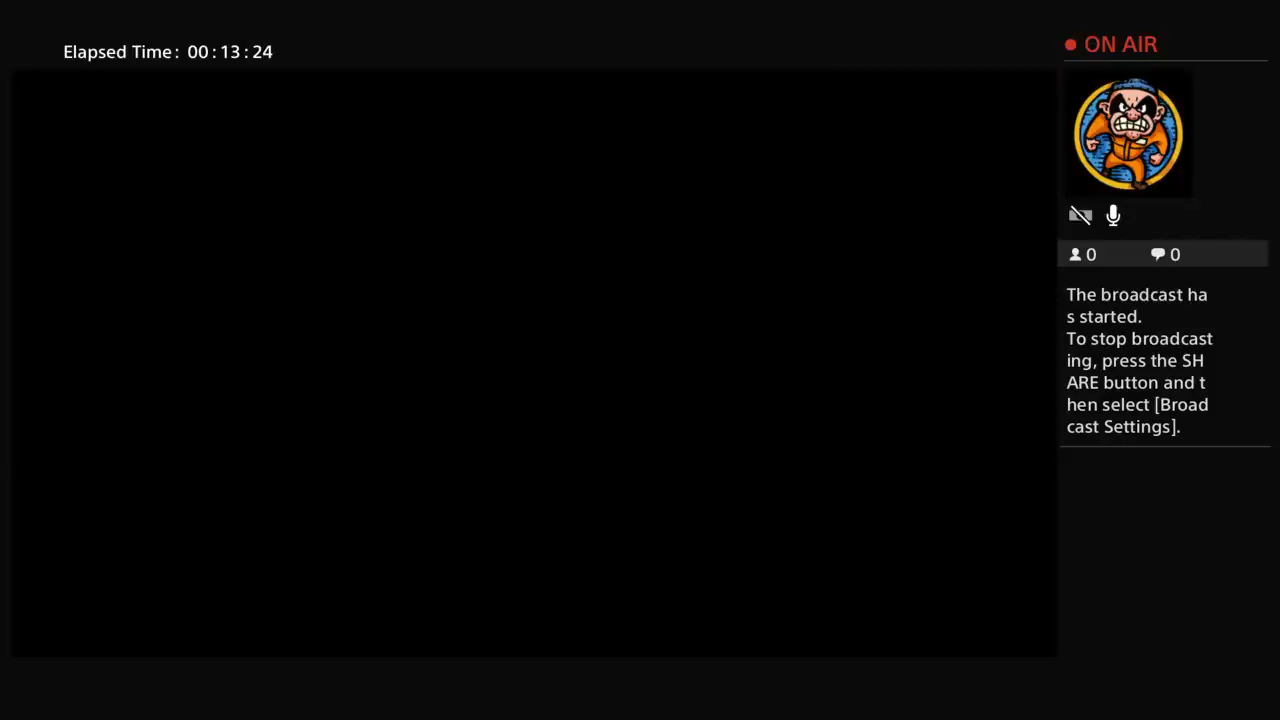 Elapsed Time: 00:13:24
ON AIR
0 0
The broadcast ha
s started.
To stop broadcast
ing, press the SH
ARE button and t
hen select [Broad
cast Settings].